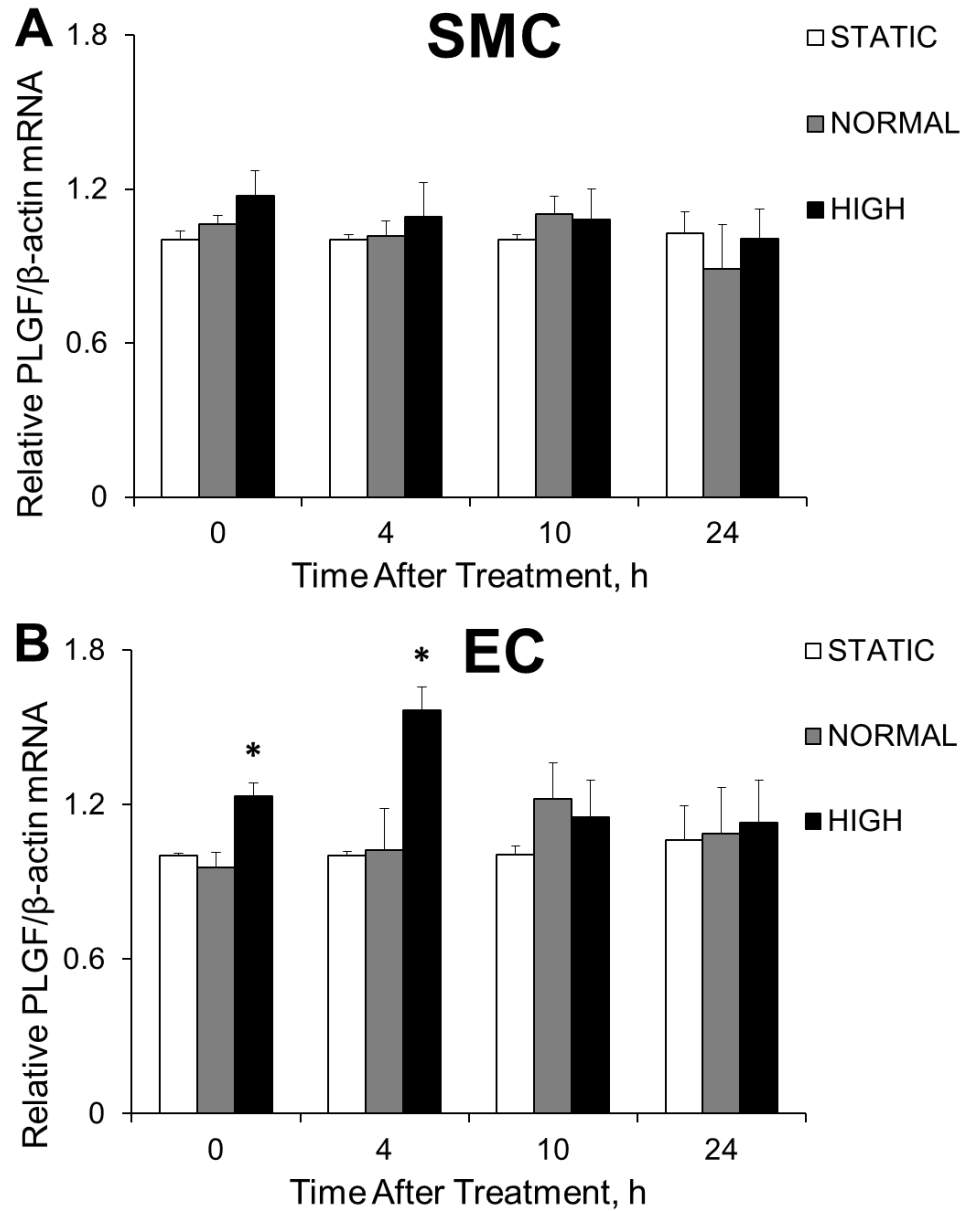 A
SMC
Relative PLGF/β-actin mRNA
1.8
1.2
0.6
0
0 4 10 24
Time After Treatment, h
STATIC
NORMAL
HIGH
B
EC
Relative PLGF/β-actin mRNA
1.8
1.2
0.6
0
* *
0 4 10 24
Time After Treatment, h
STATIC
NORMAL
HIGH